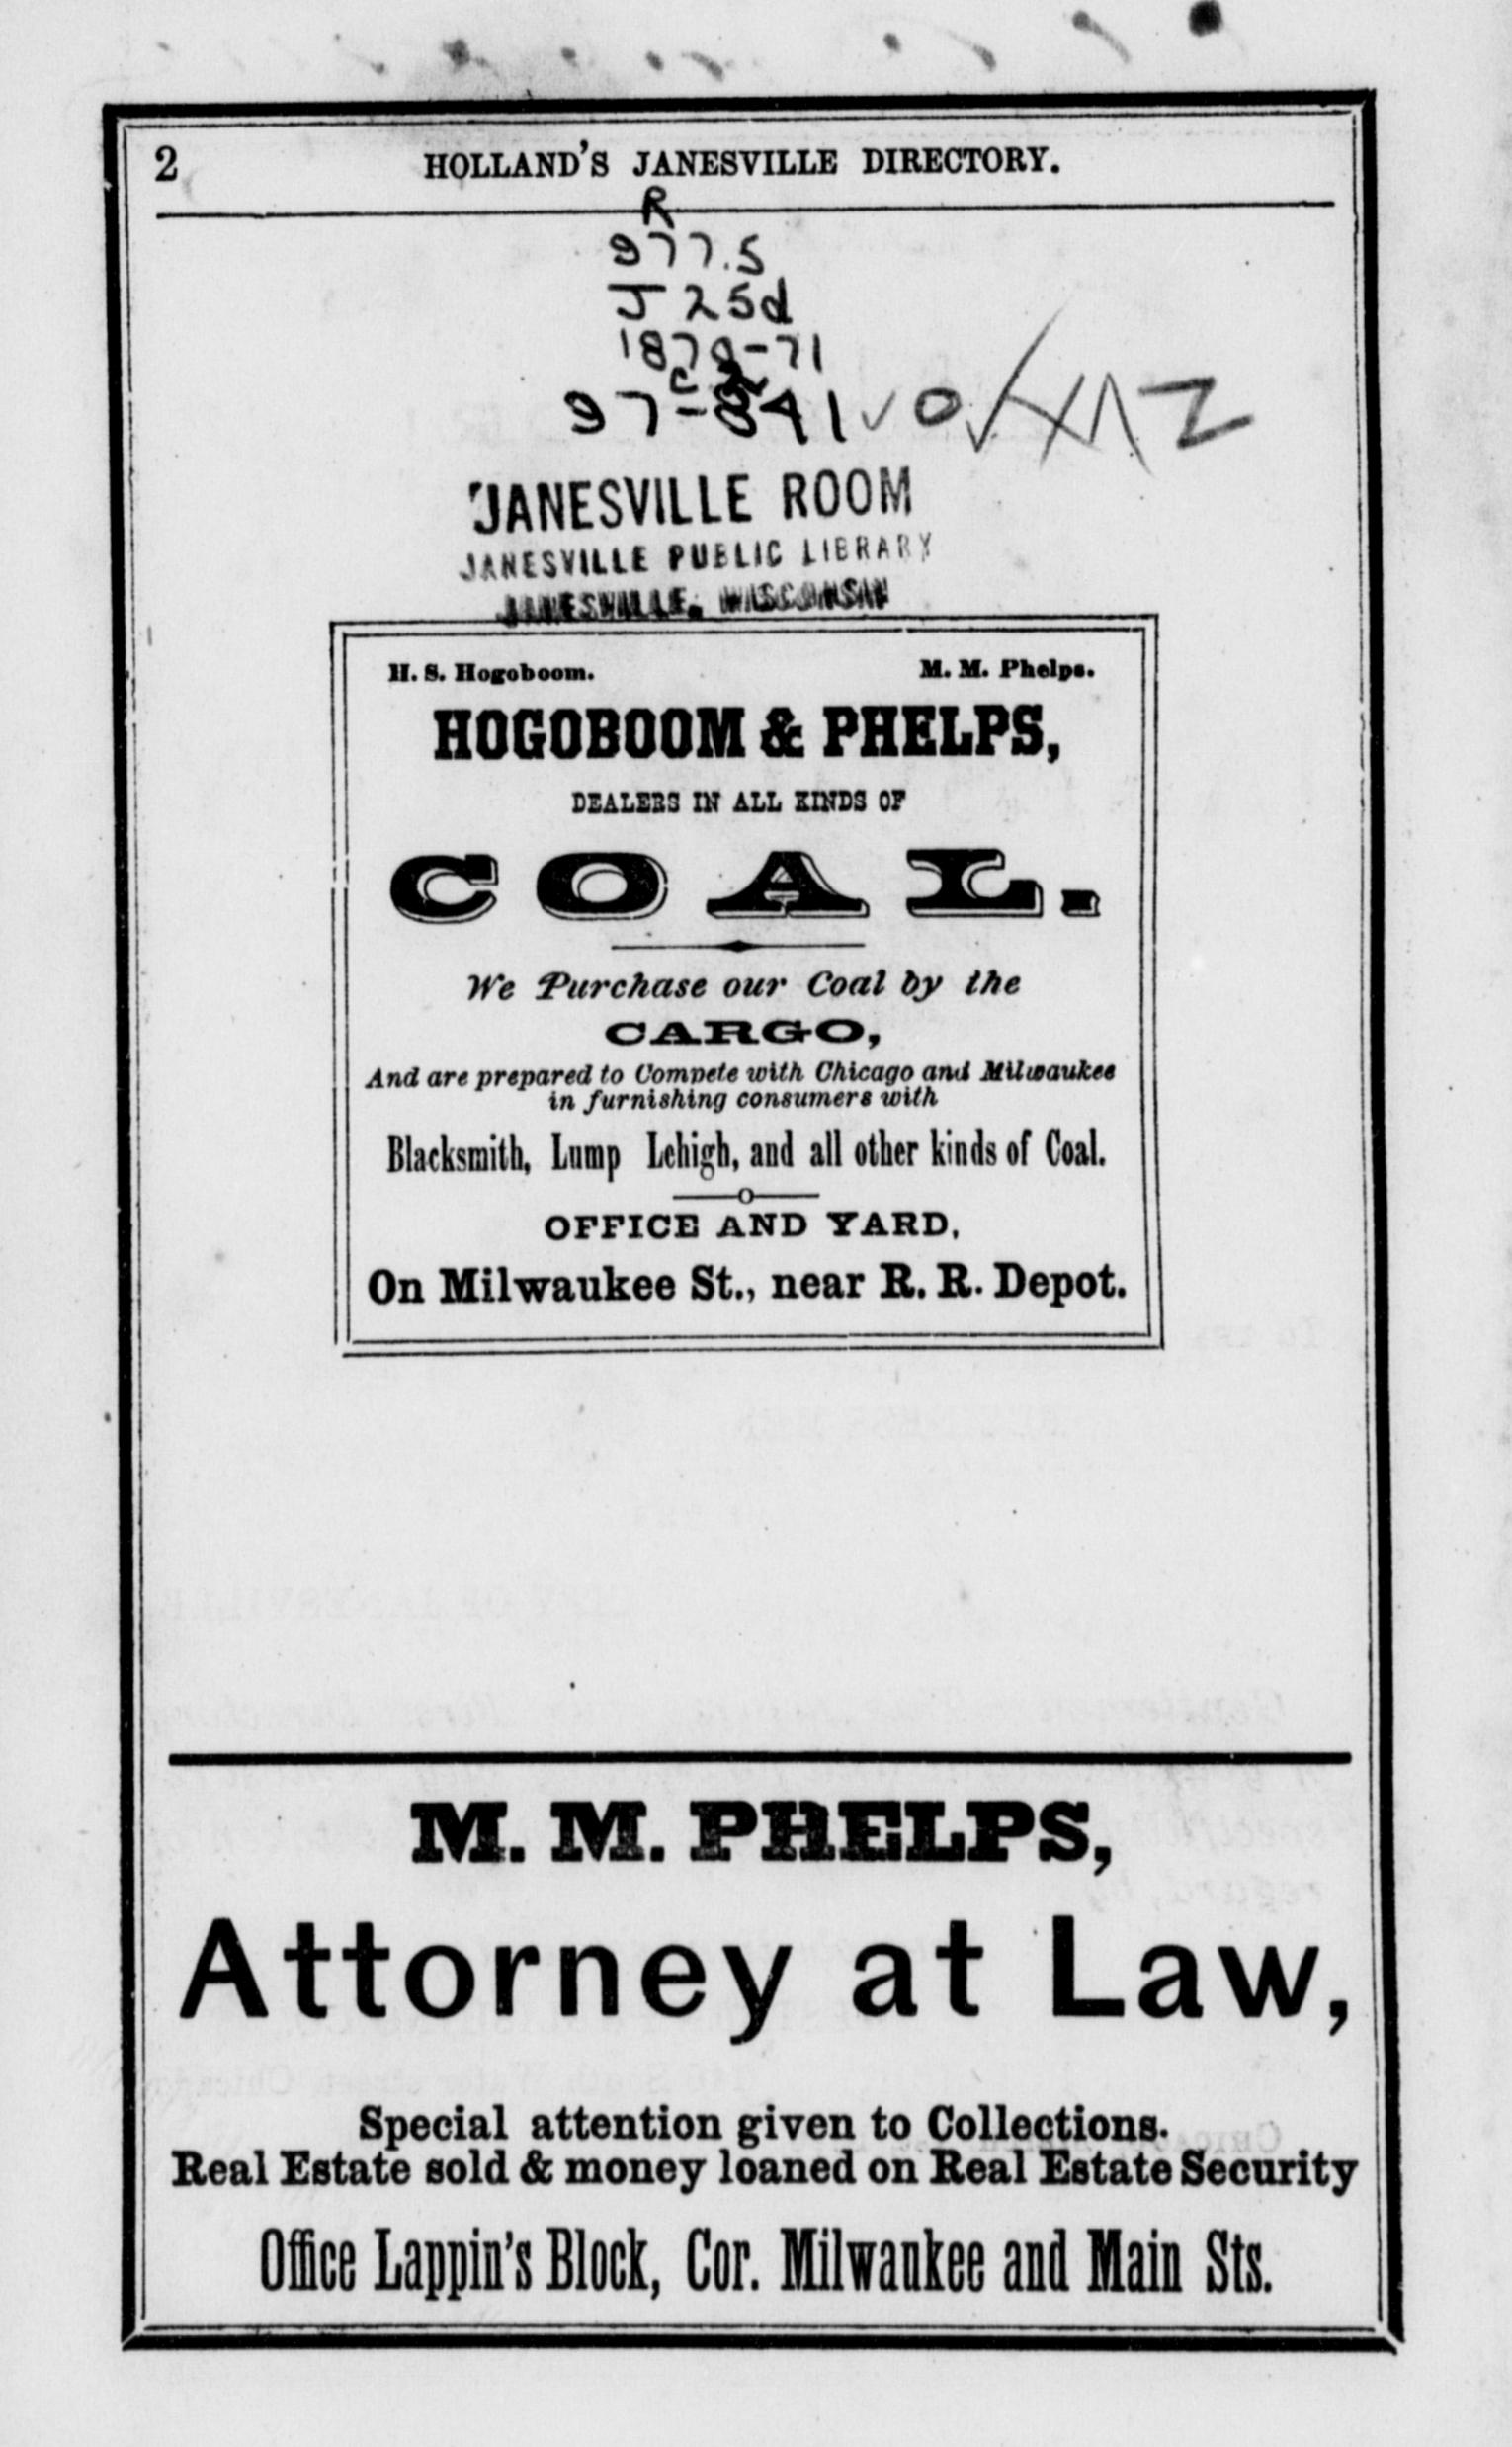 2
HOLLAND'S JANESVILLE DIRECTORY.
R
977.5
J25d
1870-71
JANESVILLE ROOM
JANESVILLE PUBLIC LIBRARY
JANESVILLE, WISCONSIN
H. S. Hogoboom. M. M. Phelps.
HOGOBOOM & PHELPS,
DEALERS IN ALL KINDS OF
COAL.
We Purchase our Coal by the
CARGO,
And are prepared to Compete with Chicago and Milwaukee
in furnishing consumers with
Blacksmith, Lump Lehigh, and all other kinds of Coal.
OFFICE AND YARD,
On Milwaukee St., near R. R. Depot.
M. M. PHELPS,
Attorney at Law,
Special attention given to Collections.
Real Estate sold & money loaned on Real Estate Security
Office Lappin's Block, Cor. Milwaukee and Main Sts.